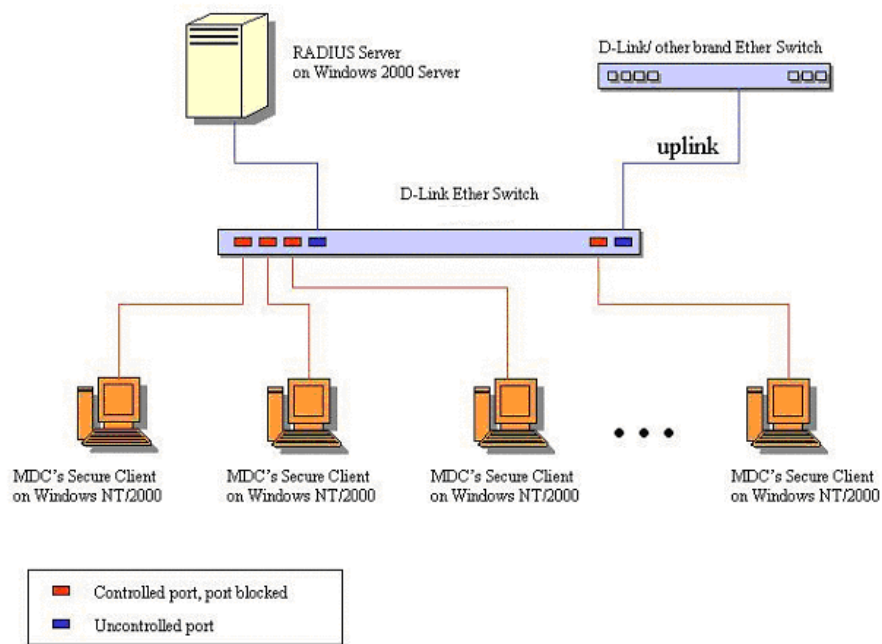 RADIUS Server
on Windows 2000 Server
D-Link/ other brand Ether Switch
uplink
D-Link Ether Switch
MDC's Secure Client
on Windows NT/2000
MDC's Secure Client
on Windows NT/2000
MDC's Secure Client
on Windows NT/2000
MDC's Secure Client
on Windows NT/2000
Controlled port, port blocked
Uncontrolled port